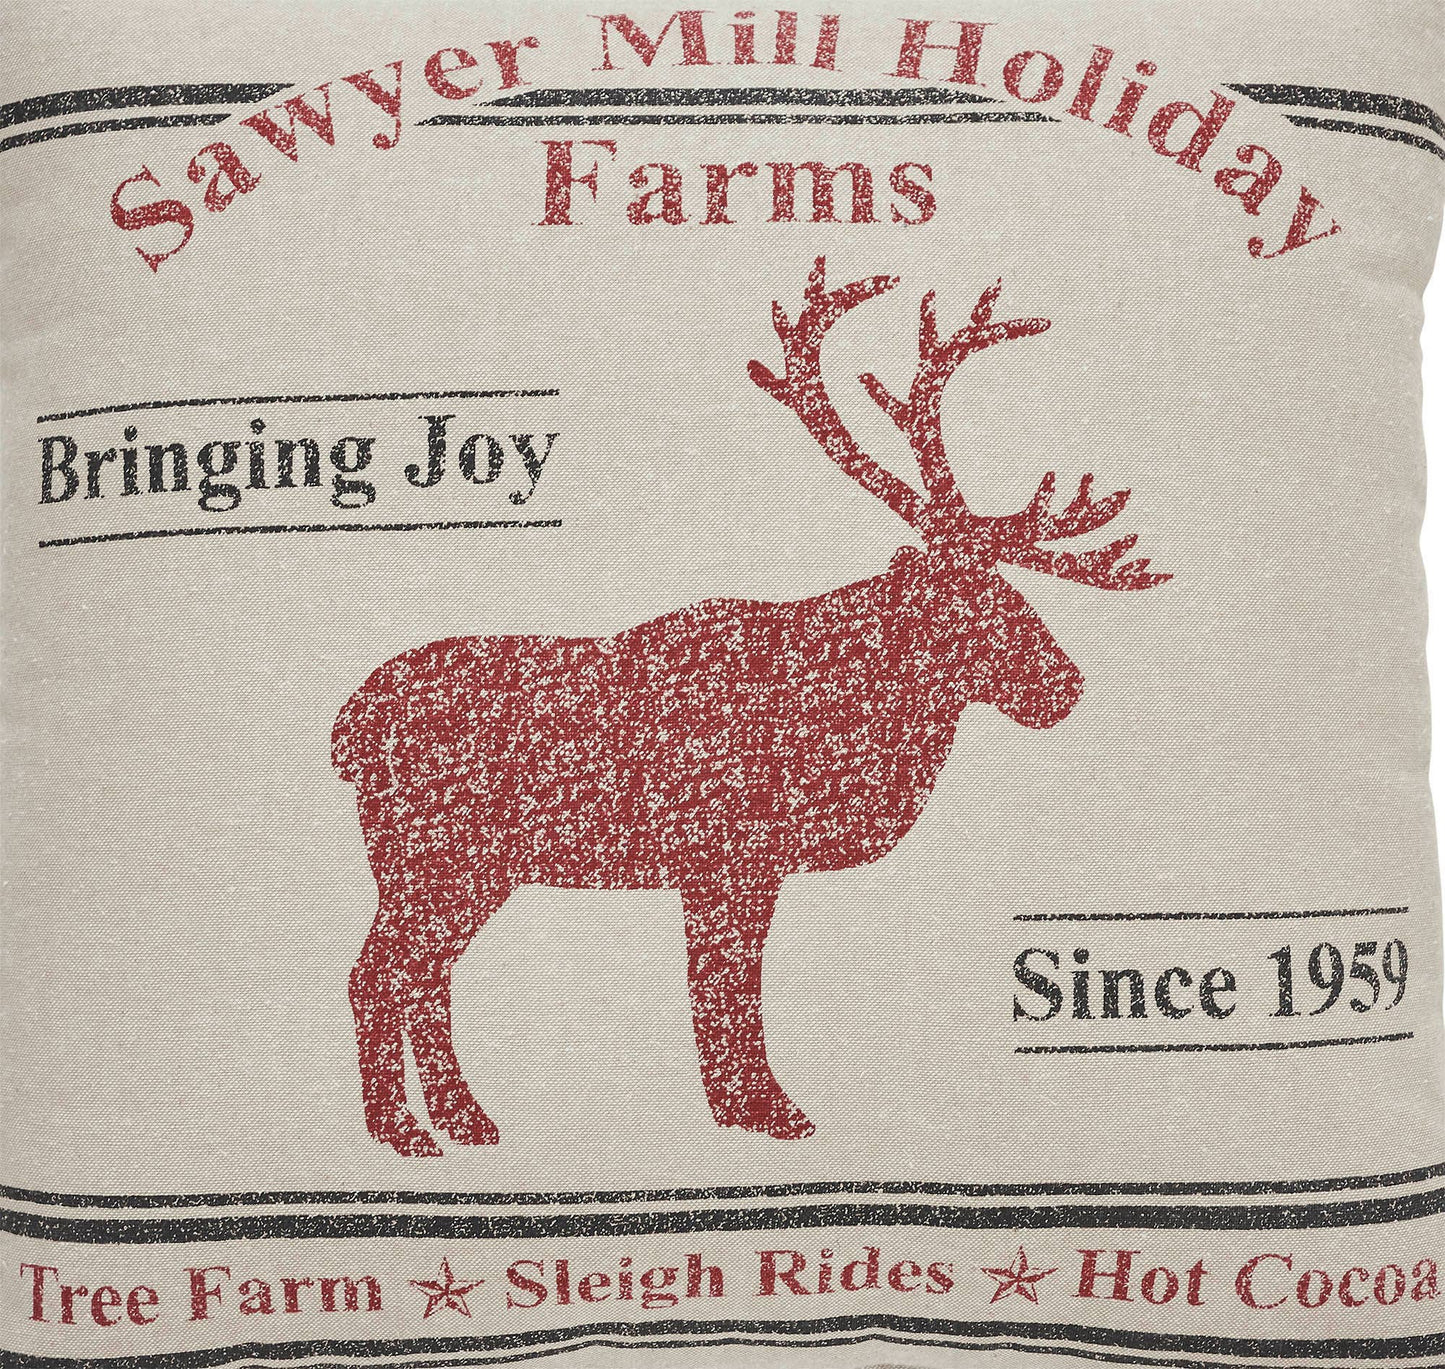 Sawyer Mill Holiday
Farms
Bringing Joy
Since 1959
Tree Farm ☆ Sleigh Rides ☆ Hot Cocoa